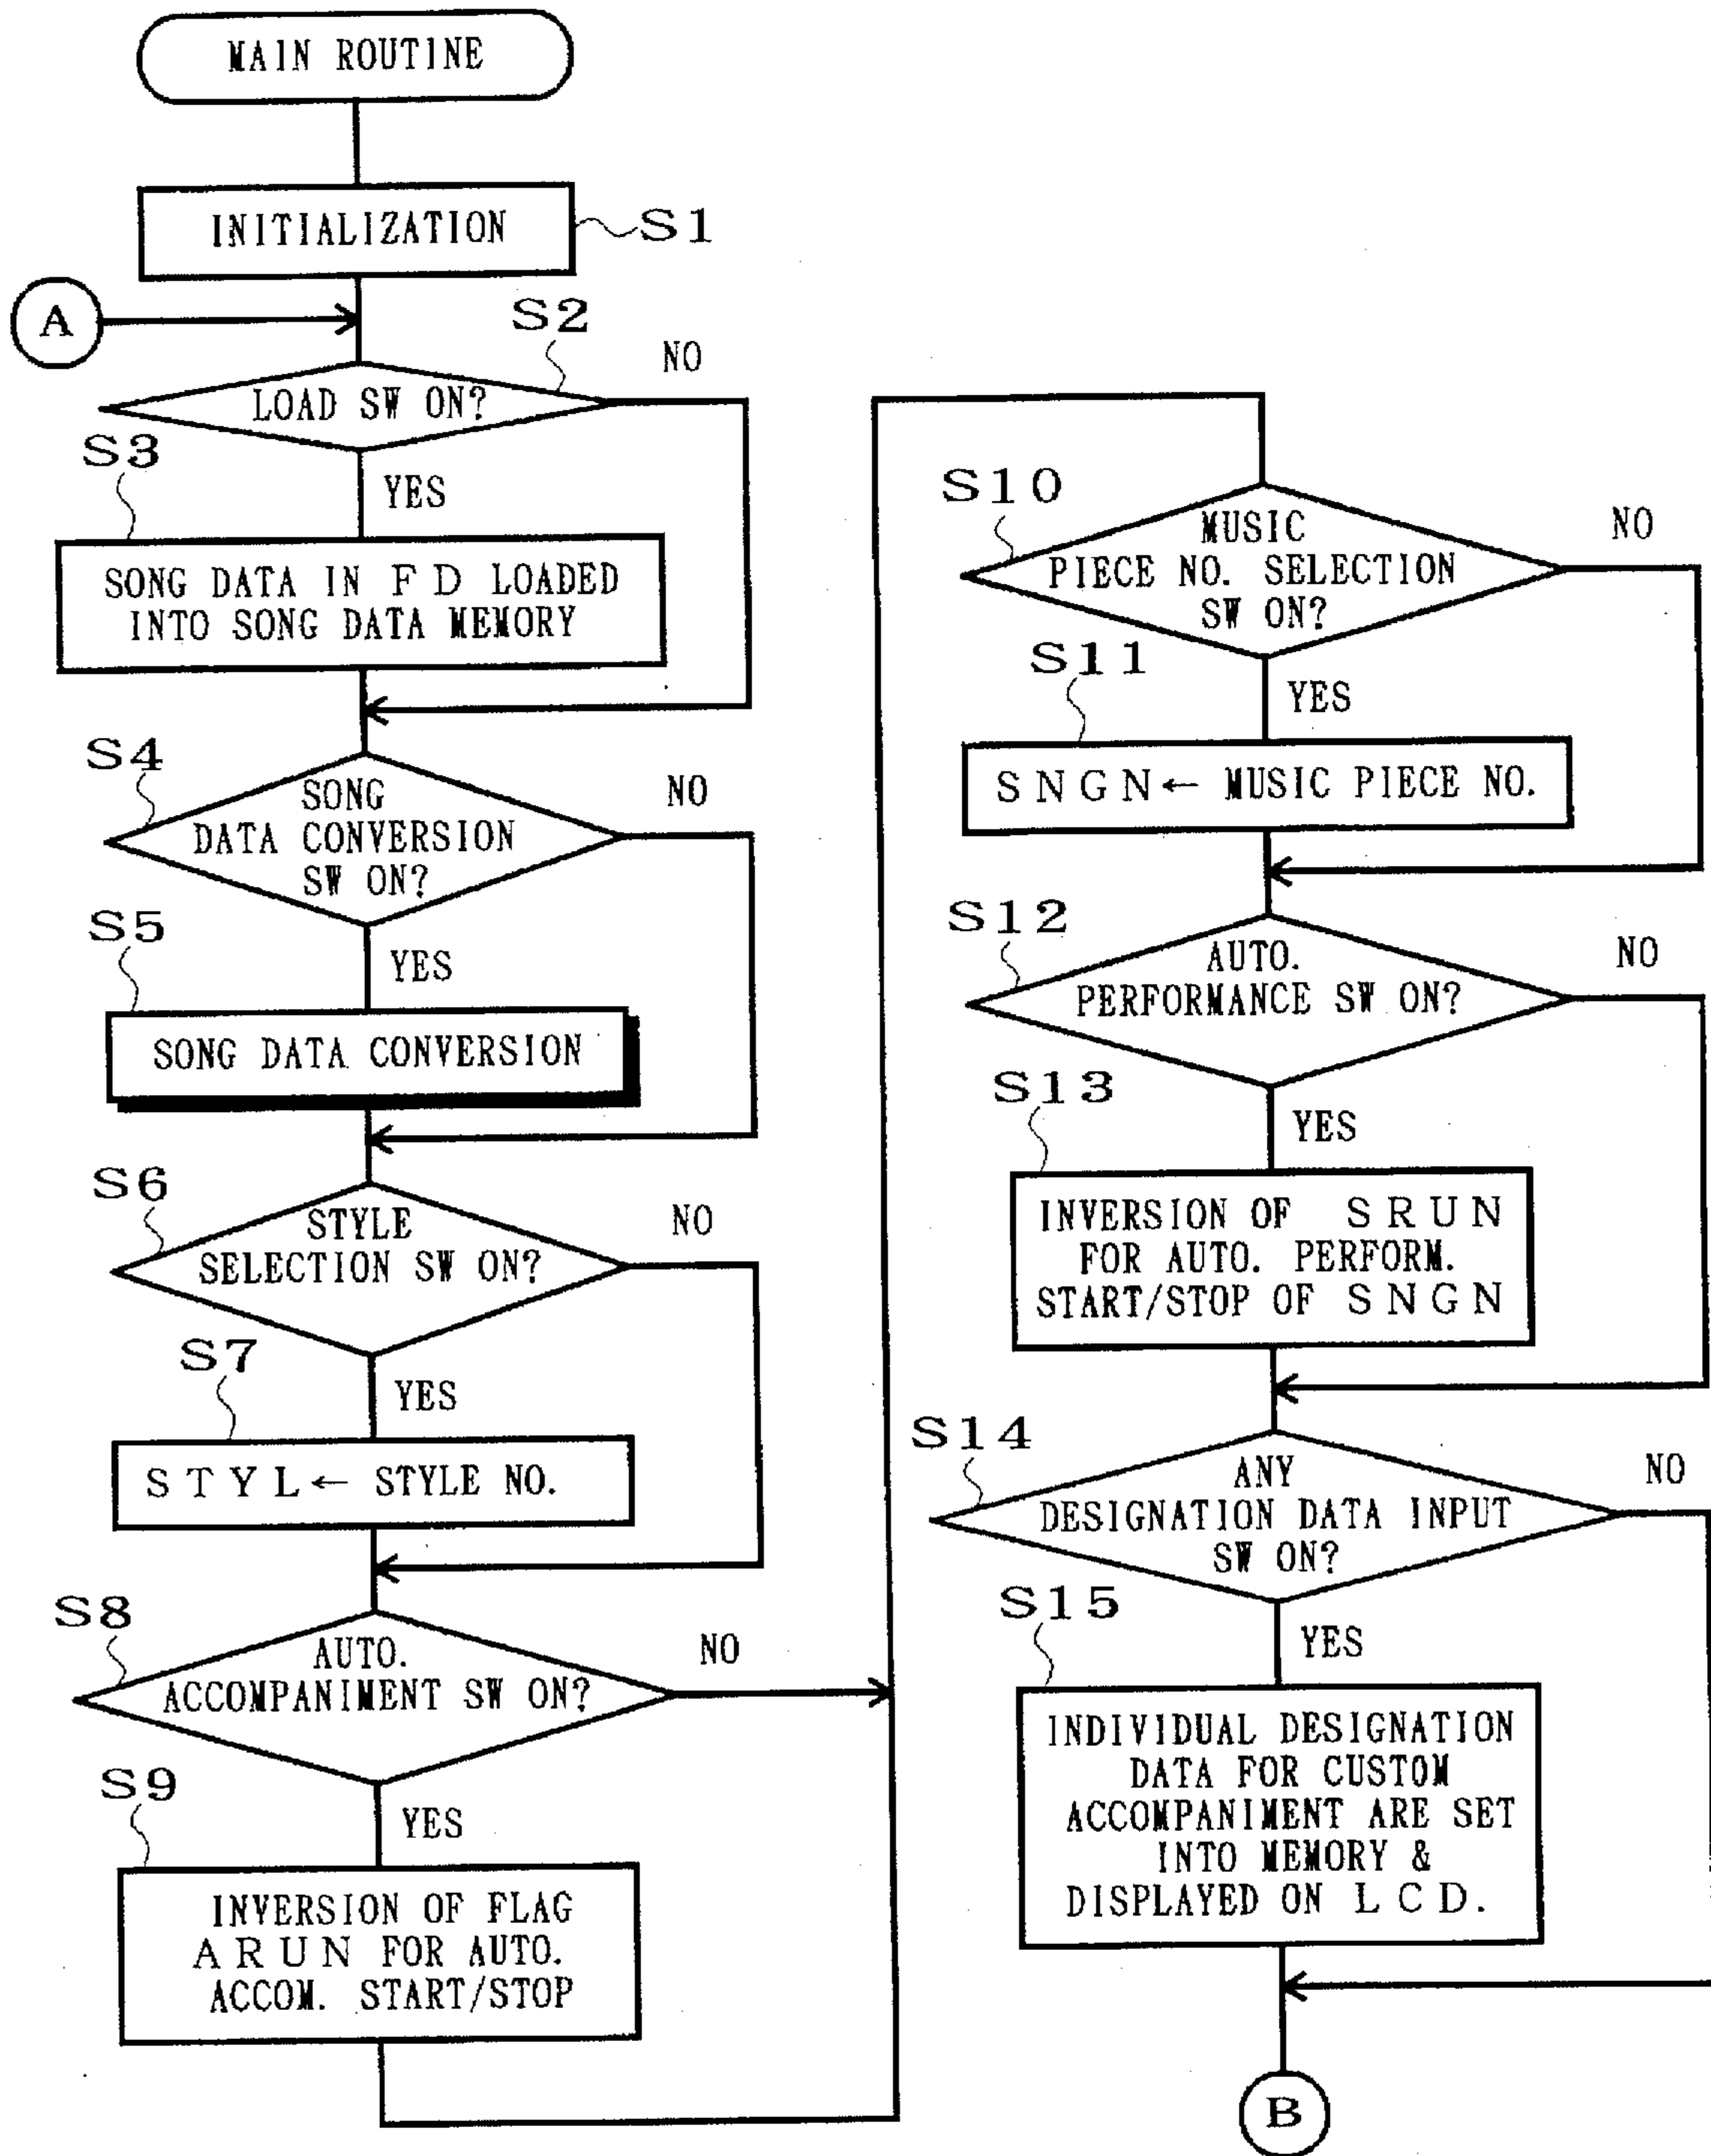 MAIN ROUTINE
INITIALIZATION
S1
A
S2
LOAD SW ON?
NO
S3
YES
SONG DATA IN FD LOADED
INTO SONG DATA MEMORY
S4
SONG
DATA CONVERSION
SW ON?
NO
S5
YES
SONG DATA CONVERSION
S6
STYLE
SELECTION SW ON?
NO
S7
YES
STYL← STYLE NO.
S8
AUTO.
ACCOMPANIMENT SW ON?
NO
S9
YES
INVERSION OF FLAG
ARUN FOR AUTO.
ACCOM. START/STOP
S10
MUSIC
PIECE NO. SELECTION
SW ON?
NO
S11
YES
SNGN← MUSIC PIECE NO.
S12
AUTO.
PERFORMANCE SW ON?
NO
S13
YES
INVERSION OF SRUN
FOR AUTO. PERFORM.
START/STOP OF SNGN
S14
ANY
DESIGNATION DATA INPUT
SW ON?
NO
S15
YES
INDIVIDUAL DESIGNATION
DATA FOR CUSTOM
ACCOMPANIMENT ARE SET
INTO MEMORY &
DISPLAYED ON LCD.
B